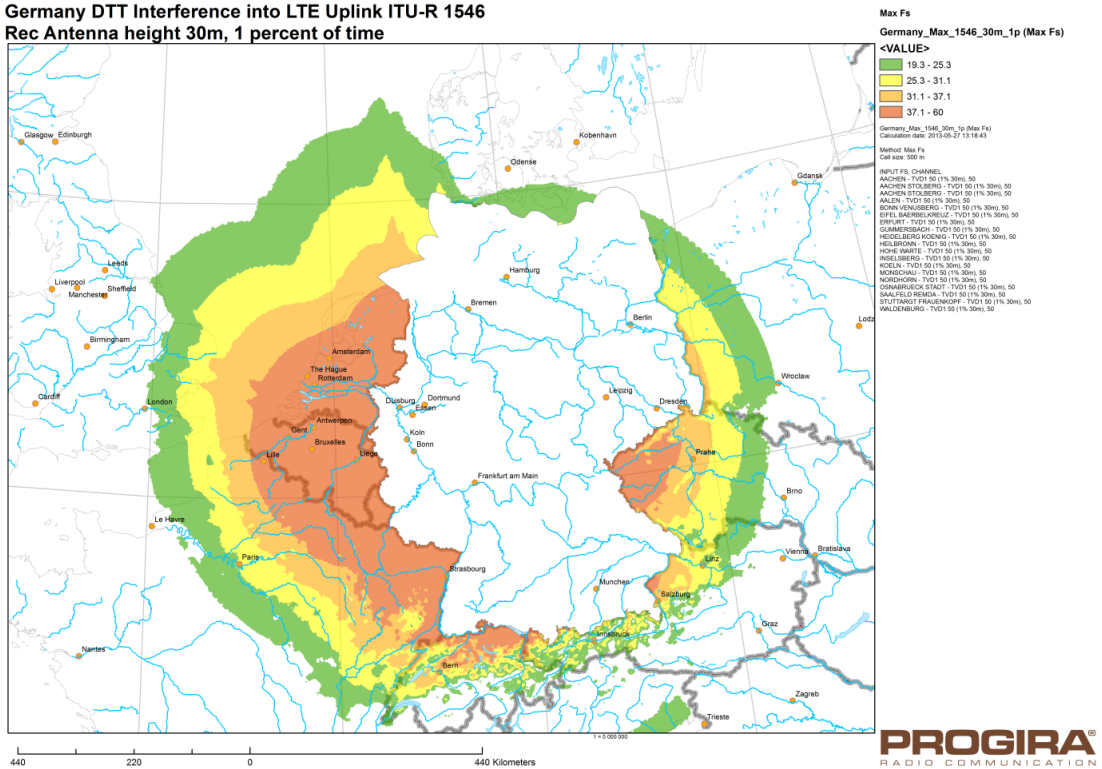 Germany DTT Interference into LTE Uplink ITU-R 1546
Rec Antenna height 30m, 1 percent of time
Max Fs
Germany_Max_1546_30m_1p (Max Fs)
<VALUE>
19.3 - 25.3
25.3 - 31.1
31.1 - 37.1
37.1 - 60
Germany_Max_1546_30m_1p (Max Fs)
Calculation date: 2013-05-27 13:18:43
Method: Max Fs
Cell size: 500 m
INPUT FS, CHANNEL
AACHEN - TVD1 50 (1% 30m), 50
AACHEN STOLBERG - TVD1 50 (1% 30m), 50
AACHEN STOLBERG - TVD1 50 (1% 30m), 50
AALEN - TVD1 50 (1% 30m), 50
BONN VENUSBERG - TVD1 50 (1% 30m), 50
EIFEL BAERBELKREUZ - TVD1 50 (1% 30m), 50
ERFURT - TVD1 50 (1% 30m), 50
GUMMERSBACH - TVD1 50 (1% 30m), 50
HEIDELBERG KOENIG - TVD1 50 (1% 30m), 50
HEILBRONN - TVD1 50 (1% 30m), 50
HOHE WARTE - TVD1 50 (1% 30m), 50
INSELSBERG - TVD1 50 (1% 30m), 50
KOELN - TVD1 50 (1% 30m), 50
MONSCHAU - TVD1 50 (1% 30m), 50
NORDHORN - TVD1 50 (1% 30m), 50
OSNABRUECK STADT - TVD1 50 (1% 30m), 50
SAALFELD REMDA - TVD1 50 (1% 30m), 50
STUTTARGT FRAUENKOPF - TVD1 50 (1% 30m), 50
WALDENBURG - TVD1 50 (1% 30m), 50
Glasgow
Edinburgh
Kobenhavn
Odense
Gdansk
Leeds
Hamburg
Liverpool
Manchester
Sheffield
Bremen
Berlin
Lodz
Birmingham
Amsterdam
The Hague
Rotterdam
Wroclaw
Leipzig
Cardiff
London
Duisburg
Dortmund
Essen
Dresden
Antwerpen
Gent
Koln
Bruxelles
Bonn
Lille
Liege
Praha
Frankfurt am Main
Brno
Le Havre
Paris
Vienna
Bratislava
Linz
Strasbourg
Munchen
Salzburg
Graz
Innsbruck
Nantes
Bern
Zagreb
Trieste
1 = 5 000 000
440
220
0
440 Kilometers
PROGIRA®
RADIO COMMUNICATION